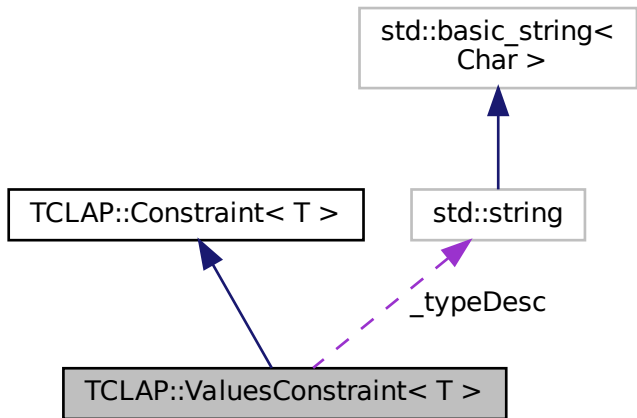 std::basic_string<
Char >
TCLAP::Constraint< T >
std::string
_typeDesc
TCLAP::ValuesConstraint< T >